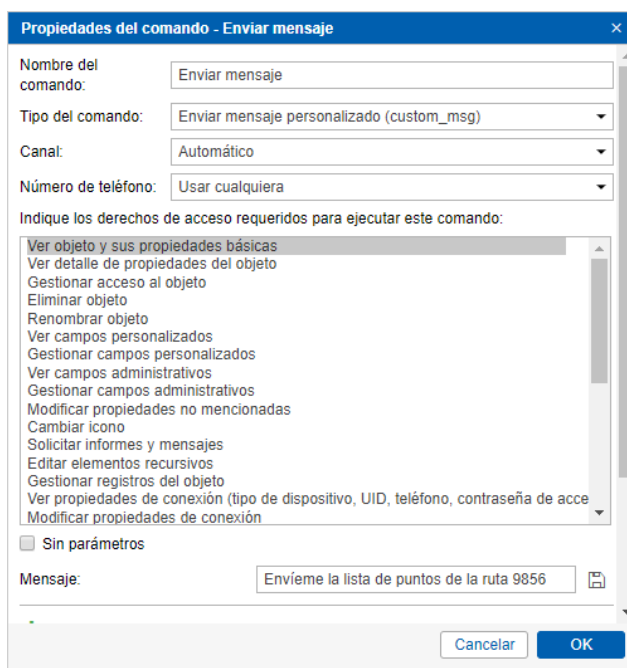 Propiedades del comando - Enviar mensaje
Nombre del
comando:
Enviar mensaje
Tipo del comando:
Enviar mensaje personalizado (custom_msg)
Canal:
Automático
Número de teléfono:
Usar cualquiera
Indique los derechos de acceso requeridos para ejecutar este comando:
Ver objeto y sus propiedades básicas
Ver detalle de propiedades del objeto
Gestionar acceso al objeto
Eliminar objeto
Renombrar objeto
Ver campos personalizados
Gestionar campos personalizados
Ver campos administrativos
Gestionar campos administrativos
Modificar propiedades no mencionadas
Cambiar icono
Solicitar informes y mensajes
Editar elementos recursivos
Gestionar registros del objeto
Ver propiedades de conexión (tipo de dispositivo, UID, teléfono, contraseña de acce
Modificar propiedades de conexión
Sin parámetros
Mensaje:
Envíeme la lista de puntos de la ruta 9856
Cancelar
OK